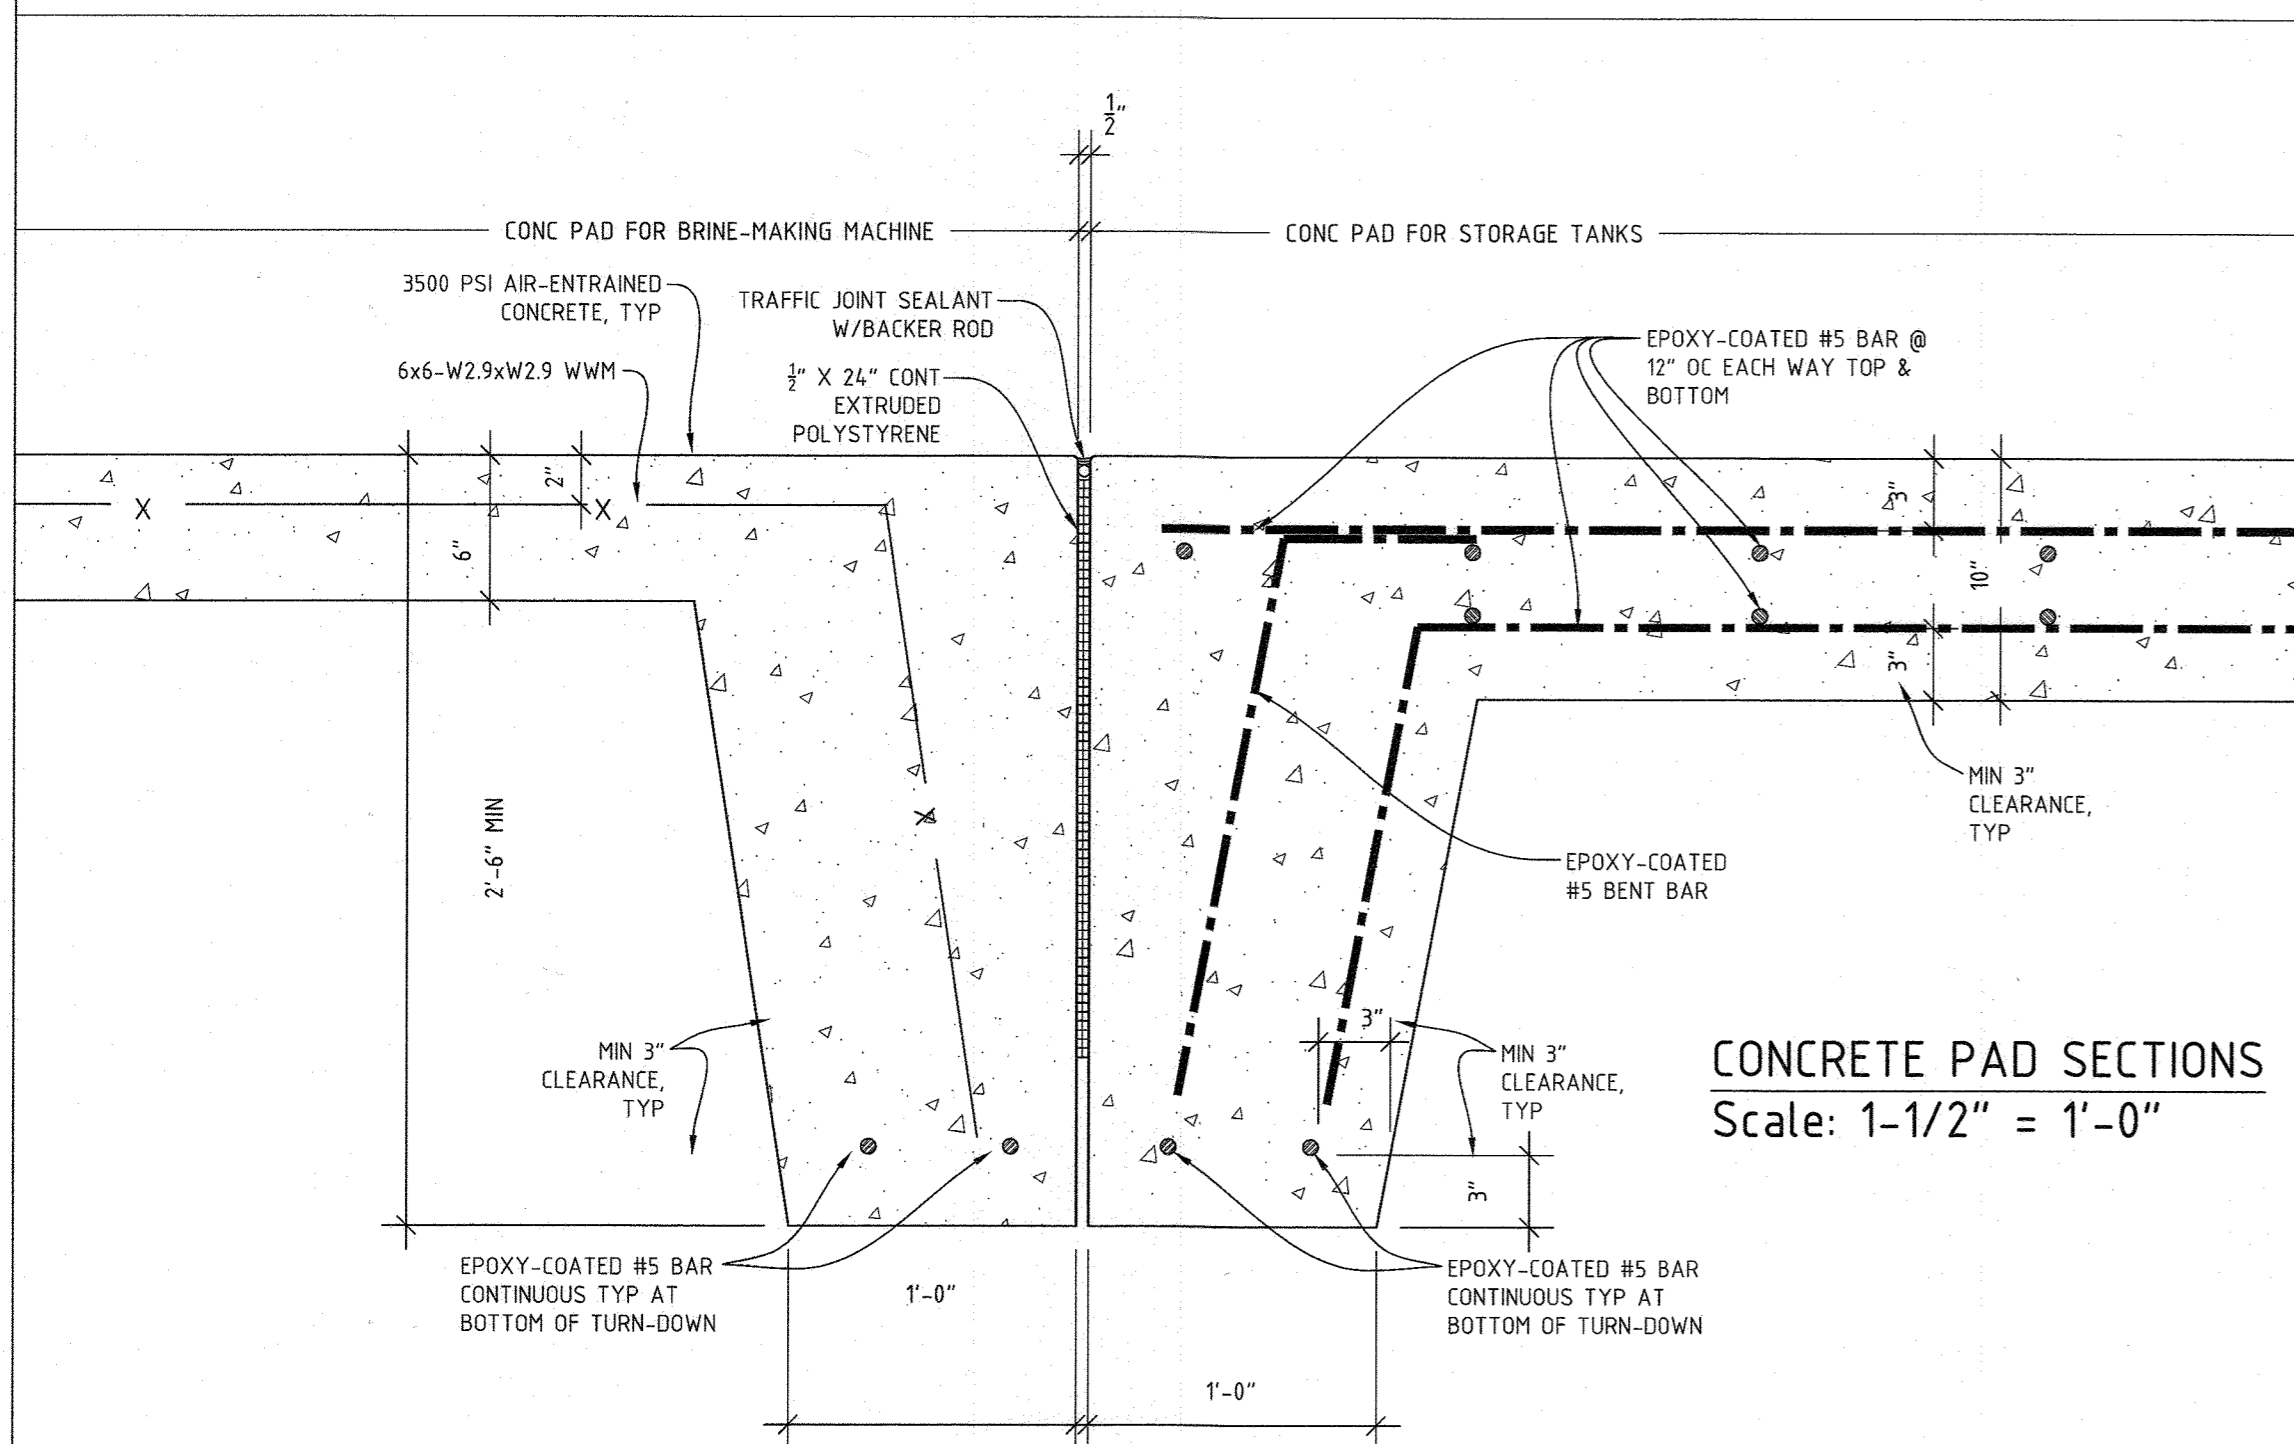 ½"
CONC PAD FOR BRINE-MAKING MACHINE
CONC PAD FOR STORAGE TANKS
3500 PSI AIR-ENTRAINED
CONCRETE, TYP
TRAFFIC JOINT SEALANT
W/BACKER ROD
6x6-W2.9xW2.9 WWM
½" X 24" CONT
EXTRUDED
POLYSTYRENE
EPOXY-COATED #5 BAR @
12" OC EACH WAY TOP &
BOTTOM
2"
X
X
6"
3"
10"
3"
2'-6" MIN
X
MIN 3"
CLEARANCE,
TYP
EPOXY-COATED
#5 BENT BAR
3"
MIN 3"
CLEARANCE,
TYP
MIN 3"
CLEARANCE,
TYP
CONCRETE PAD SECTIONS
Scale: 1-1/2" = 1'-0"
3"
EPOXY-COATED #5 BAR
CONTINUOUS TYP AT
BOTTOM OF TURN-DOWN
1'-0"
EPOXY-COATED #5 BAR
CONTINUOUS TYP AT
BOTTOM OF TURN-DOWN
1'-0"